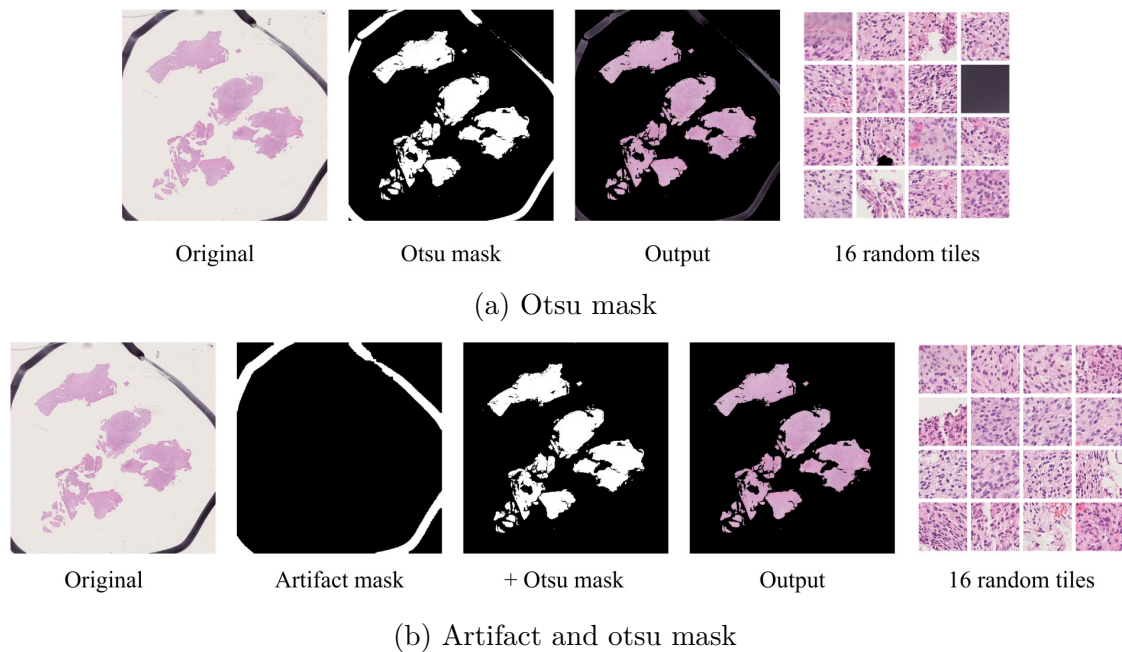 Original Otsu mask Output 16 random tiles
(a) Otsu mask
Original Artifact mask + Otsu mask Output 16 random tiles
(b) Artifact and otsu mask